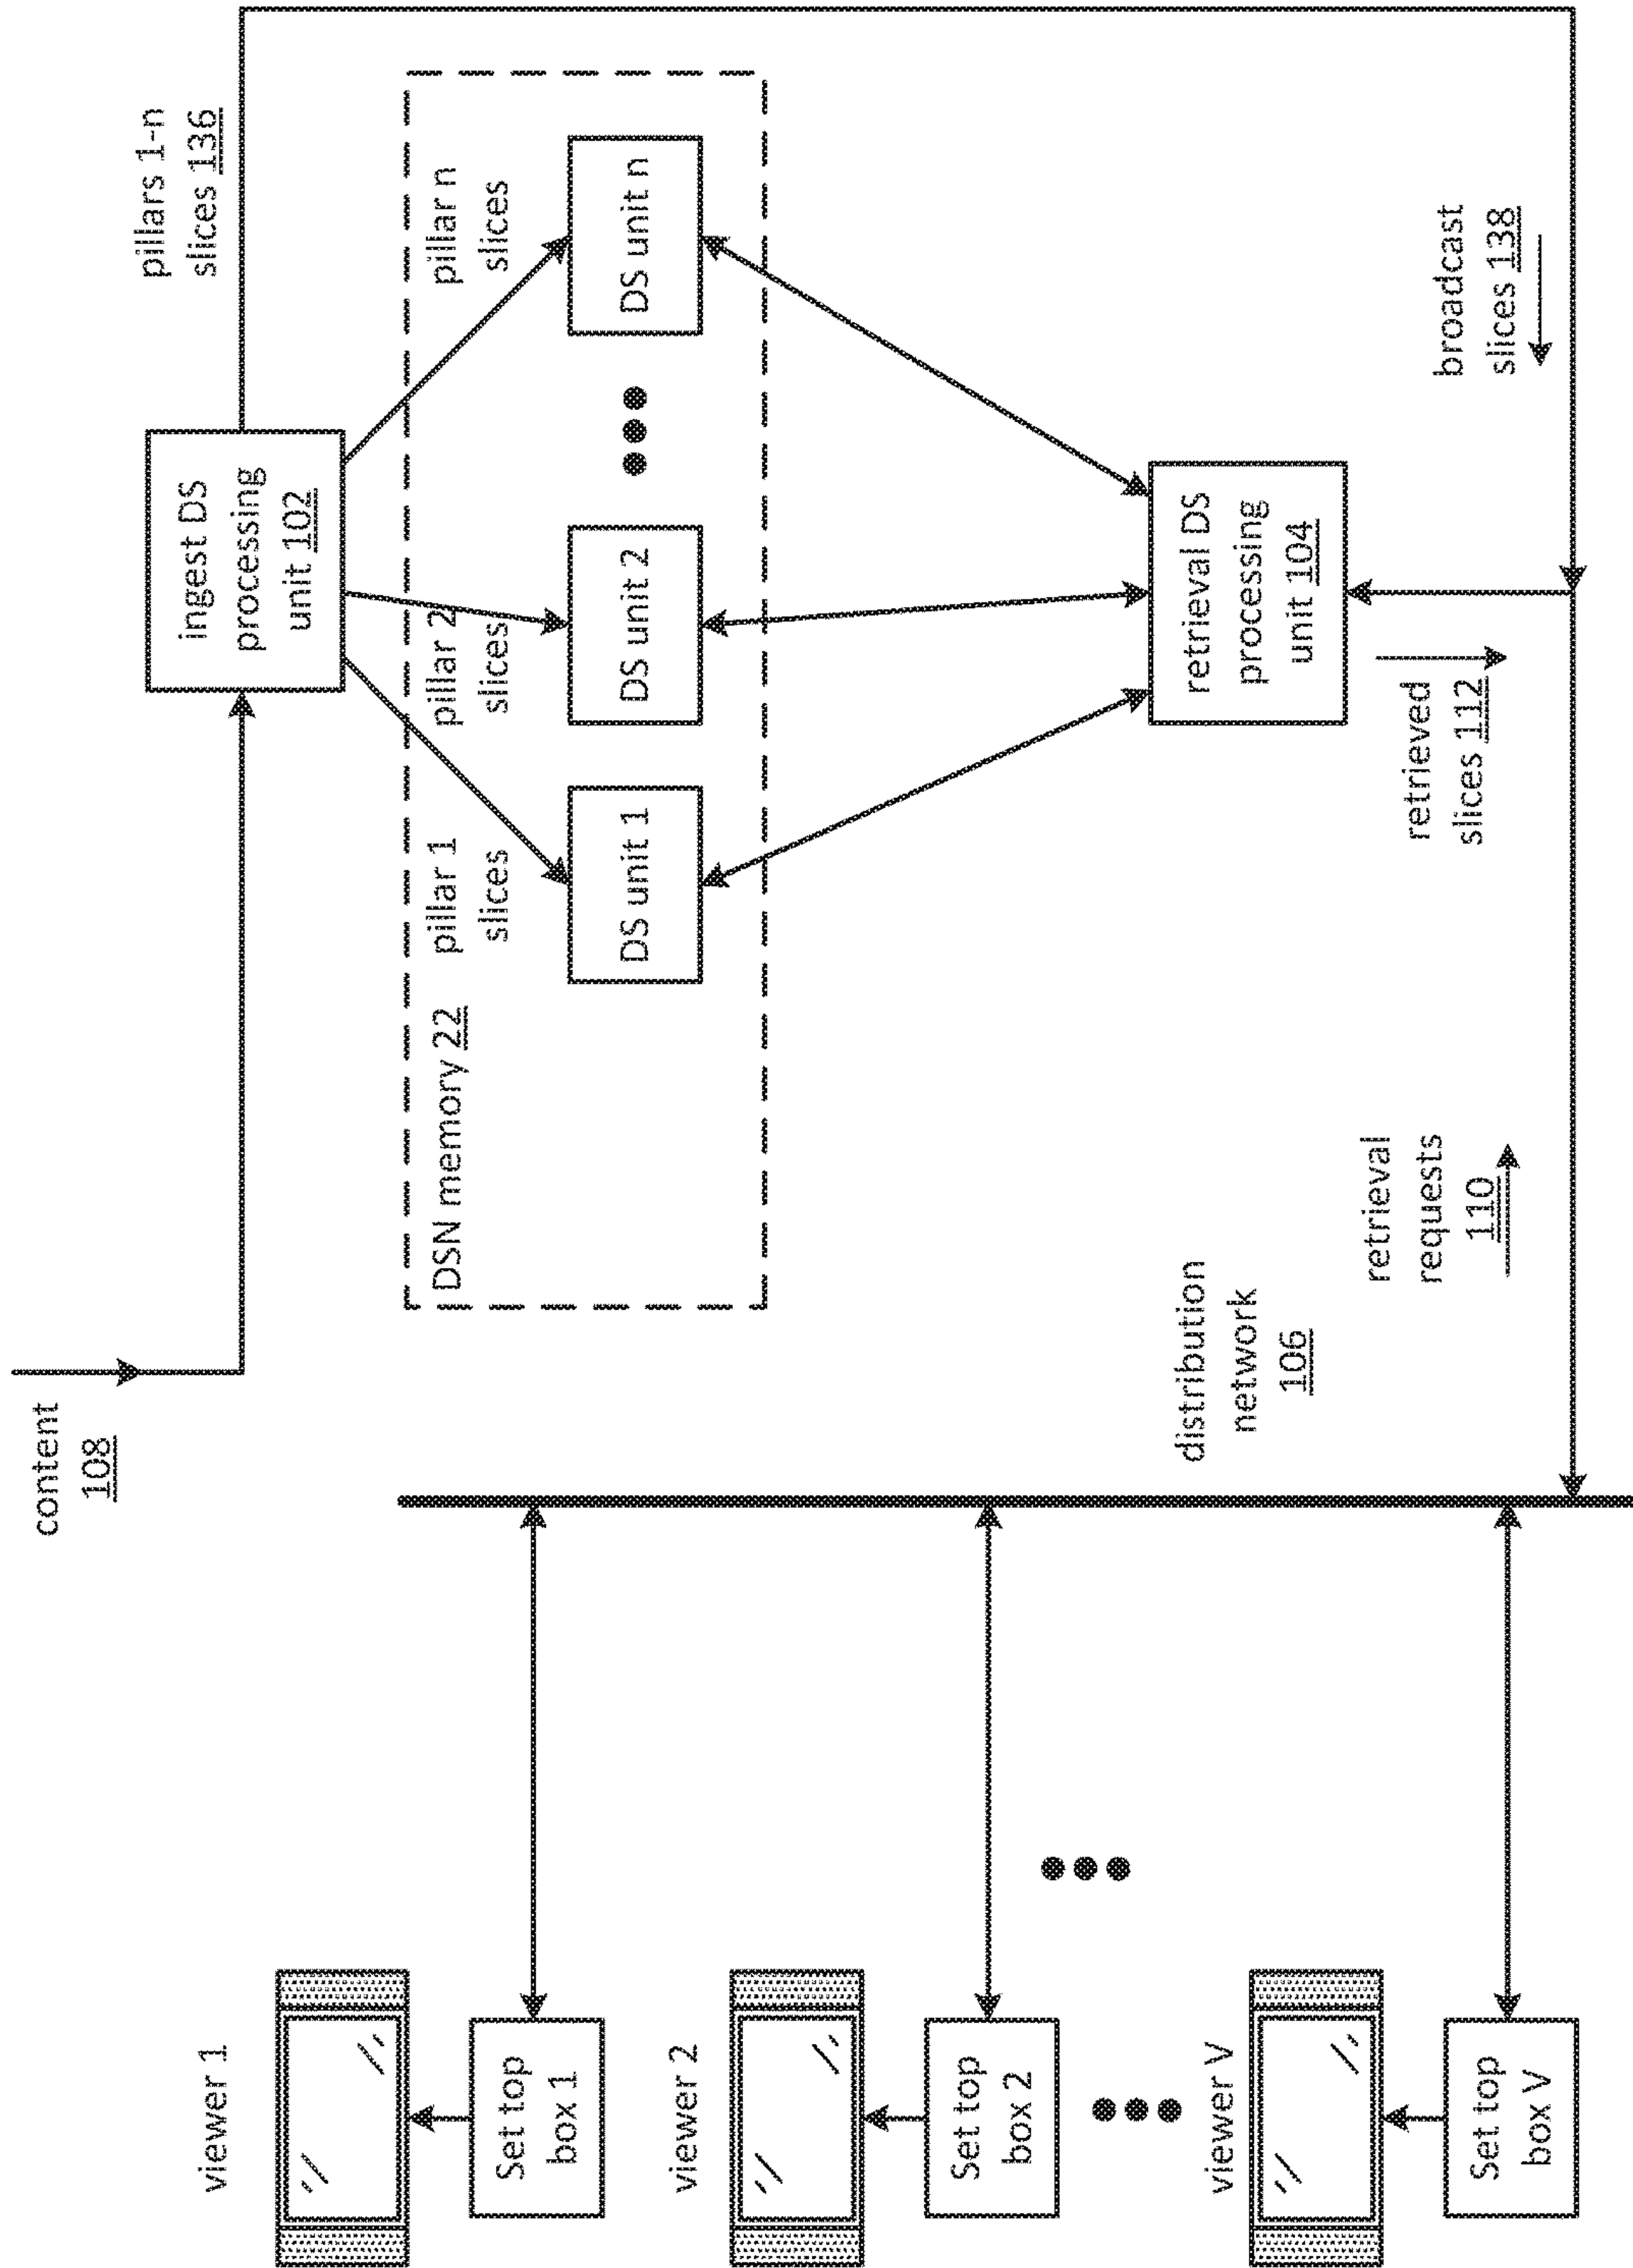 content
108
pillars 1-n
slices 136
ingest DS
processing
unit 102
viewer 1
Set top
box 1
DSN memory 22
pillar 1
slices
pillar 2
slices
pillar n
slices
DS unit 1
DS unit 2
DS unit n
viewer 2
Set top
box 2
distribution
network
106
retrieval DS
processing
unit 104
viewer V
Set top
box V
retrieval
requests
110
retrieved
slices 112
broadcast
slices 138